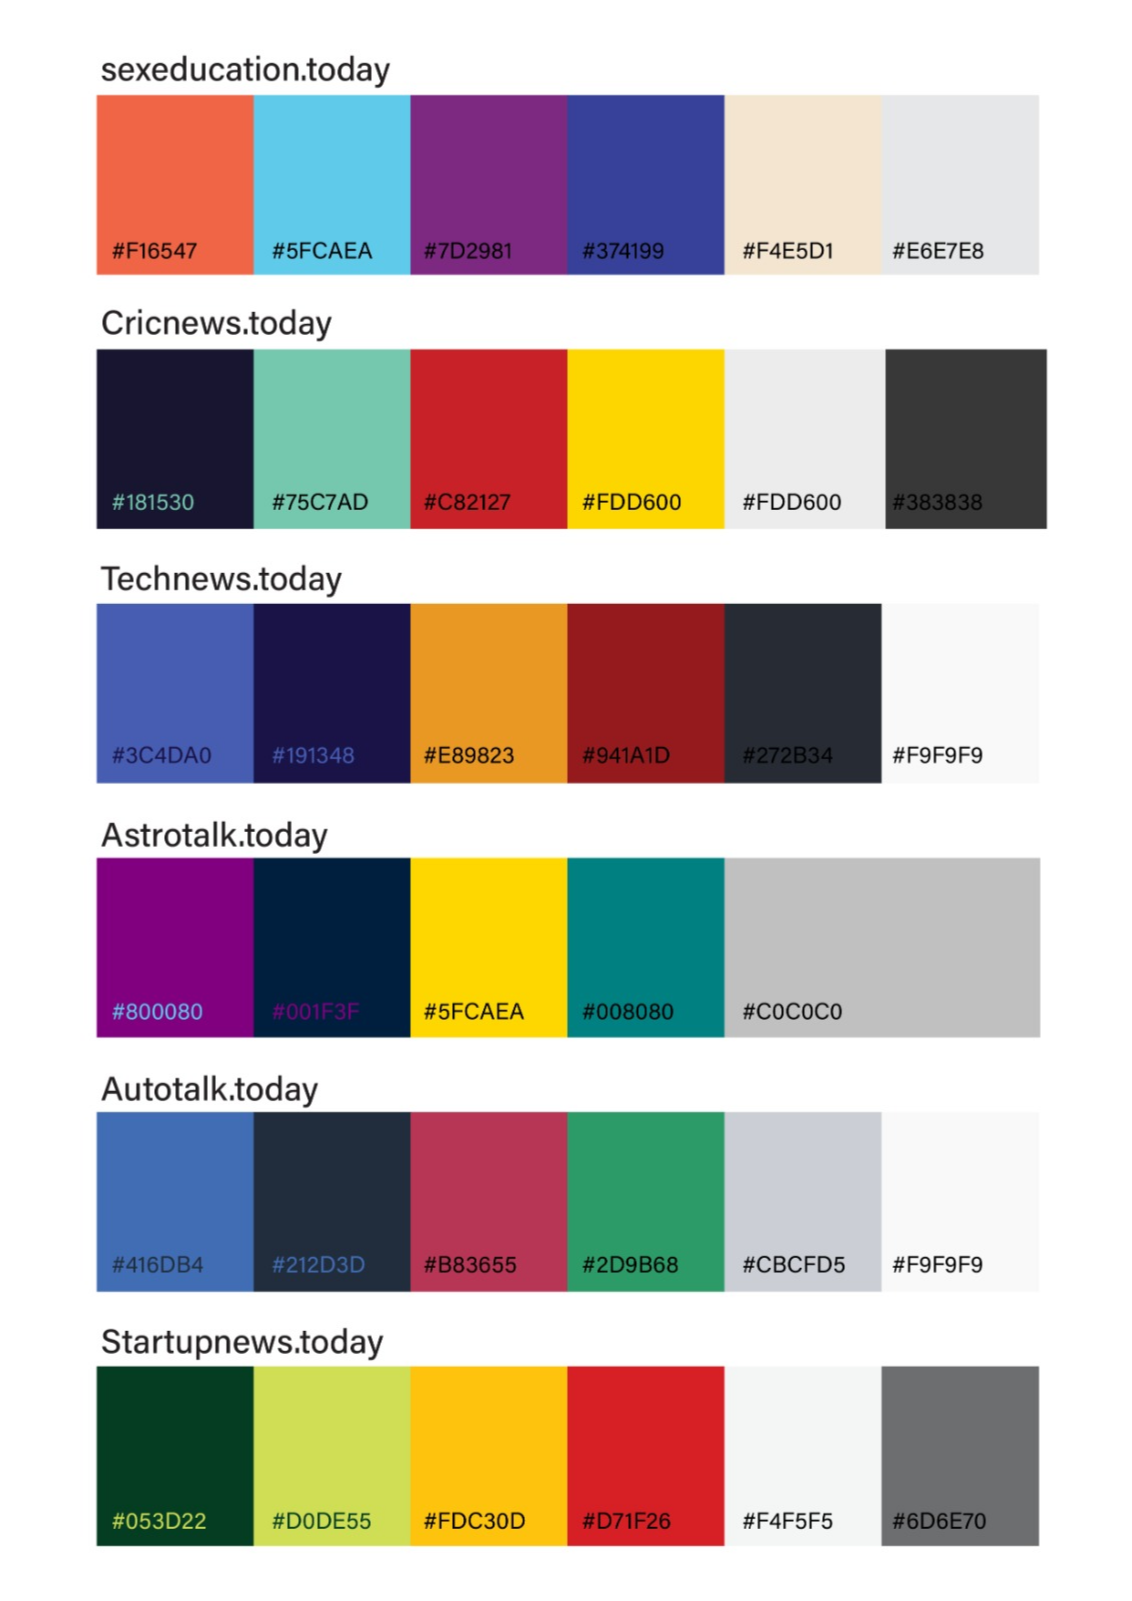 sexeducation.today
#F16547 #5FCAEA #7D2981 #374199 #F4E5D1 #E6E7E8
Cricnews.today
#181530 #75C7AD #C82127 #FDD600 #FDD600 #383838
Technews.today
#3C4DA0 #191348 #E89823 #941A1D #272B34 #F9F9F9
Astrotalk.today
#800080 #001F3F #5FCAEA #008080 #C0C0C0
Autotalk.today
#416DB4 #212D3D #B83655 #2D9B68 #CBCFD5 #F9F9F9
Startupnews.today
#053D22 #D0DE55 #FDC30D #D71F26 #F4F5F5 #6D6E70